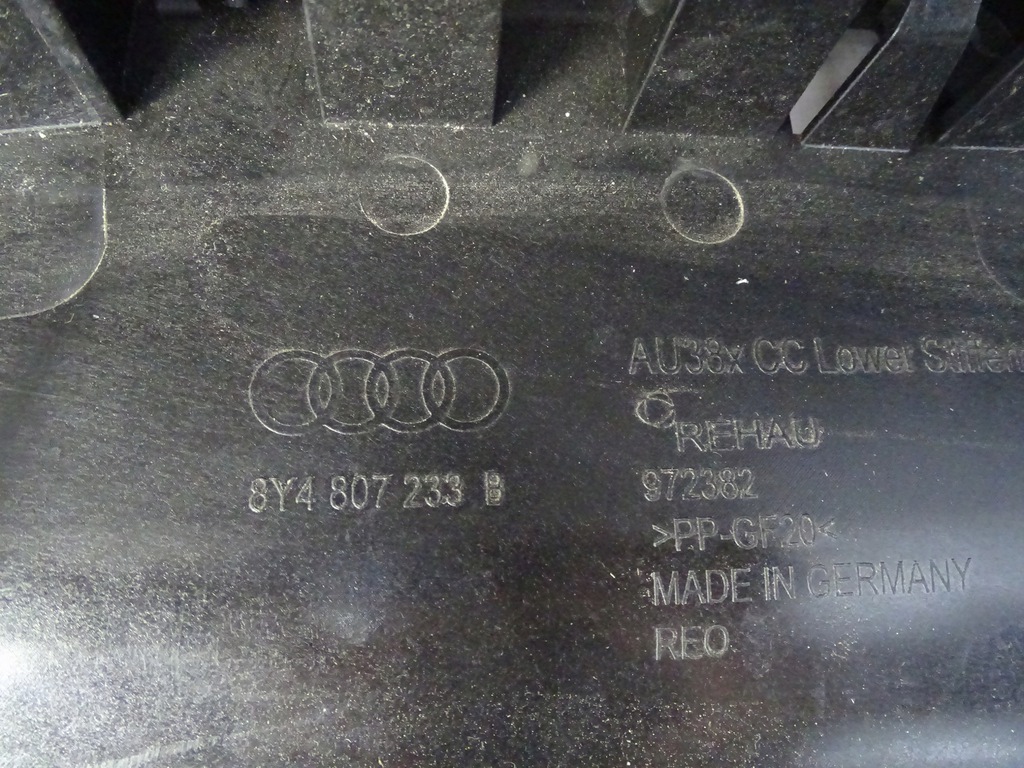 8Y4 807 233 B
AU38x CC Lower
REHAU
972382
>PP-GF20<
MADE IN GERMANY
REO